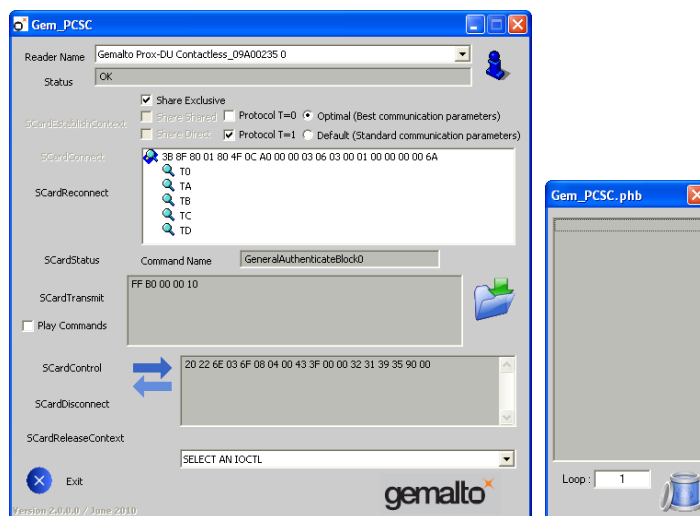 Gem_PCSC
Reader Name Gemalto Prox-DU Contactless_09A00235 0
Status OK
Share Exclusive
SCardEstablishContext Share Shared Protocol T=0 Optimal (Best communication parameters)
Share Direct Protocol T=1 Default (Standard communication parameters)
SCardConnect 3B 8F 80 01 80 4F 0C A0 00 00 03 06 03 00 01 00 00 00 00 6A
T0
TA
SCardReconnect TB
TC
TD
SCardStatus Command Name GeneralAuthenticateBlock0
FF B0 00 00 10
SCardTransmit
Play Commands
SCardControl 20 22 6E 03 6F 08 04 00 43 3F 00 00 32 31 39 35 90 00
SCardDisconnect
SCardReleaseContext
SELECT AN IOCTL
Exit
gemalto
Version 2.0.0.0 / June 2010
Gem_PCSC.phb
Loop : 1